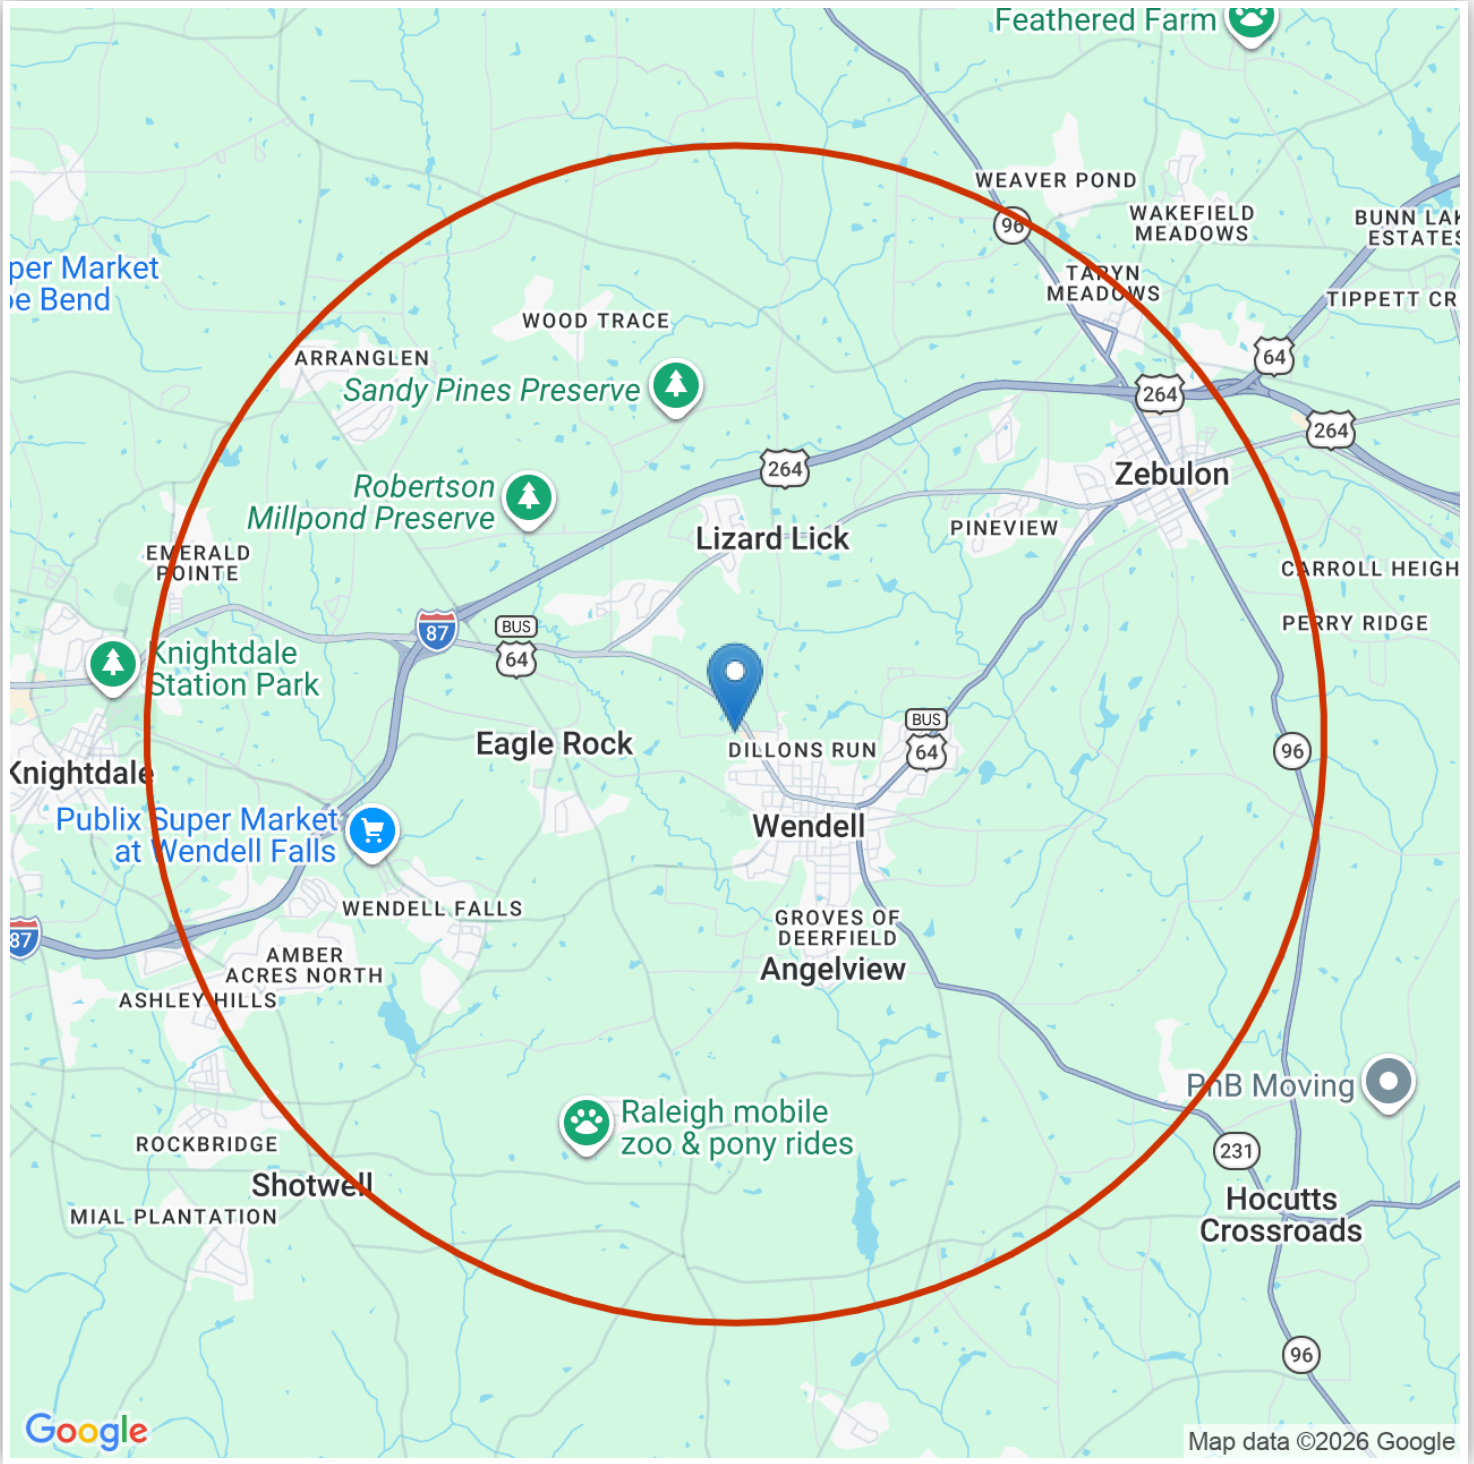 Feathered Farm
WEAVER POND
WAKEFIELD
MEADOWS
BUNN LAK
ESTATES
96
per Market
oe Bend
TARYN
MEADOWS
TIPPETT CR
WOOD TRACE
ARRANGLEN
64
Sandy Pines Preserve
264
264
264
Zebulon
Robertson
Millpond Preserve
PINEVIEW
Lizard Lick
EMERALD
POINTE
CARROLL HEIGH
PERRY RIDGE
87
BUS
64
Knightdale
Station Park
BUS
64
Eagle Rock
DILLONS RUN
96
Knightdale
Publix Super Market
at Wendell Falls
Wendell
WENDELL FALLS
GROVES OF
DEERFIELD
87
AMBER
ACRES NORTH
Angelview
ASHLEY HILLS
PnB Moving
Raleigh mobile
zoo & pony rides
ROCKBRIDGE
231
Shotwell
Hocutts
Crossroads
MIAL PLANTATION
96
Google
Map data ©2026 Google